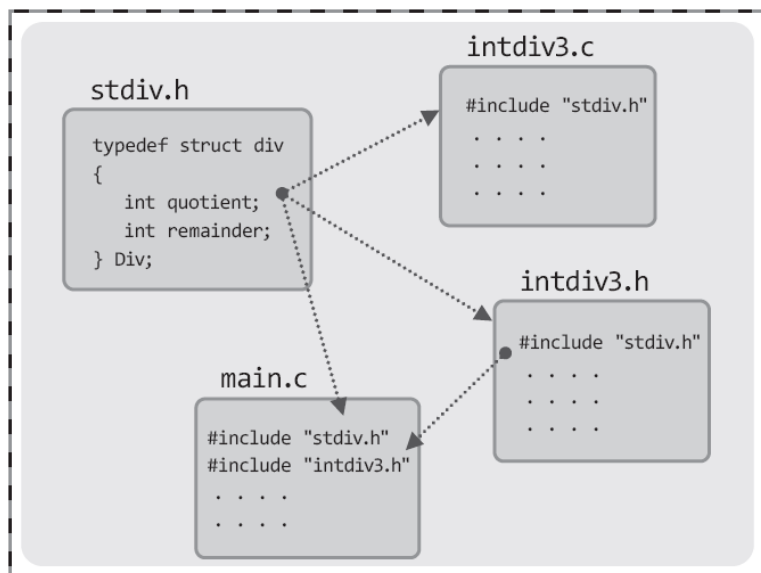 stdiv.h
typedef struct div
{
int quotient;
int remainder;
} Div;
intdiv3.c
#include "stdiv.h"
. . . .
. . . .
. . . .
intdiv3.h
#include "stdiv.h"
. . . .
. . . .
. . . .
main.c
#include "stdiv.h"
#include "intdiv3.h"
. . . .
. . . .